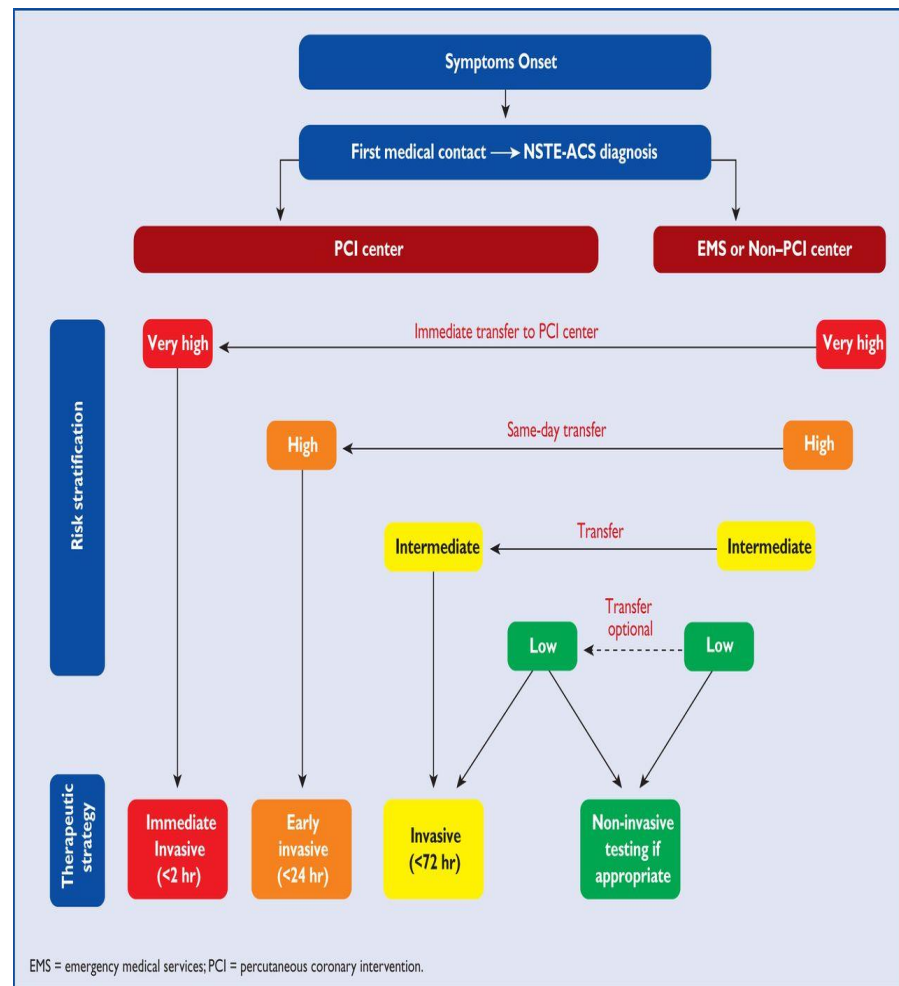 Symptoms Onset
First medical contact → NSTE-ACS diagnosis
PCI center
EMS or Non–PCI center
Risk stratification
Very high
Immediate transfer to PCI center
Very high
High
Same-day transfer
High
Intermediate
Transfer
Intermediate
Low
Transfer
optional
Low
Therapeutic
strategy
Immediate
Invasive
(<2 hr)
Early
invasive
(<24 hr)
Invasive
(<72 hr)
Non-invasive
testing if
appropriate
EMS = emergency medical services; PCI = percutaneous coronary intervention.